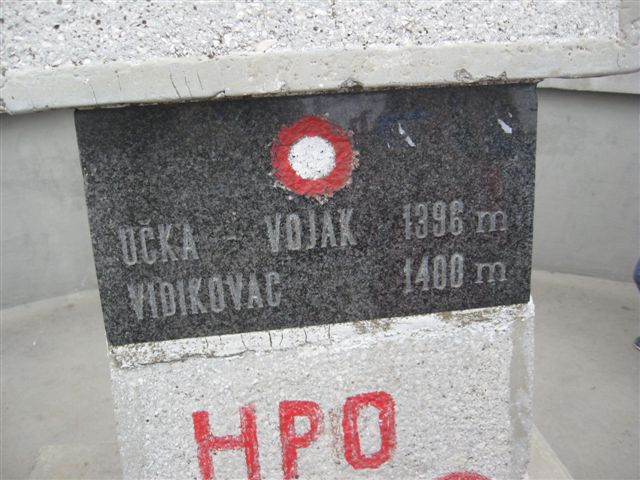 UČKA - VOJAK 1396 m
VIDIKOVAC 1400 m
HPO